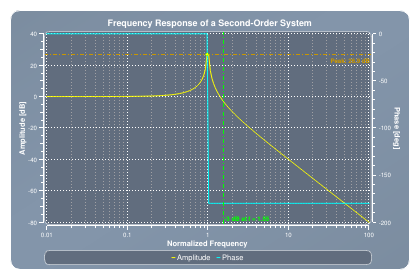 Frequency Response of a Second-Order System
40
20
0
-20
-40
-60
-80
Amplitude [dB]
0
-50
-100
-150
-200
Phase [deg]
0.01
0.1
1
10
100
Normalized Frequency
Amplitude
Phase